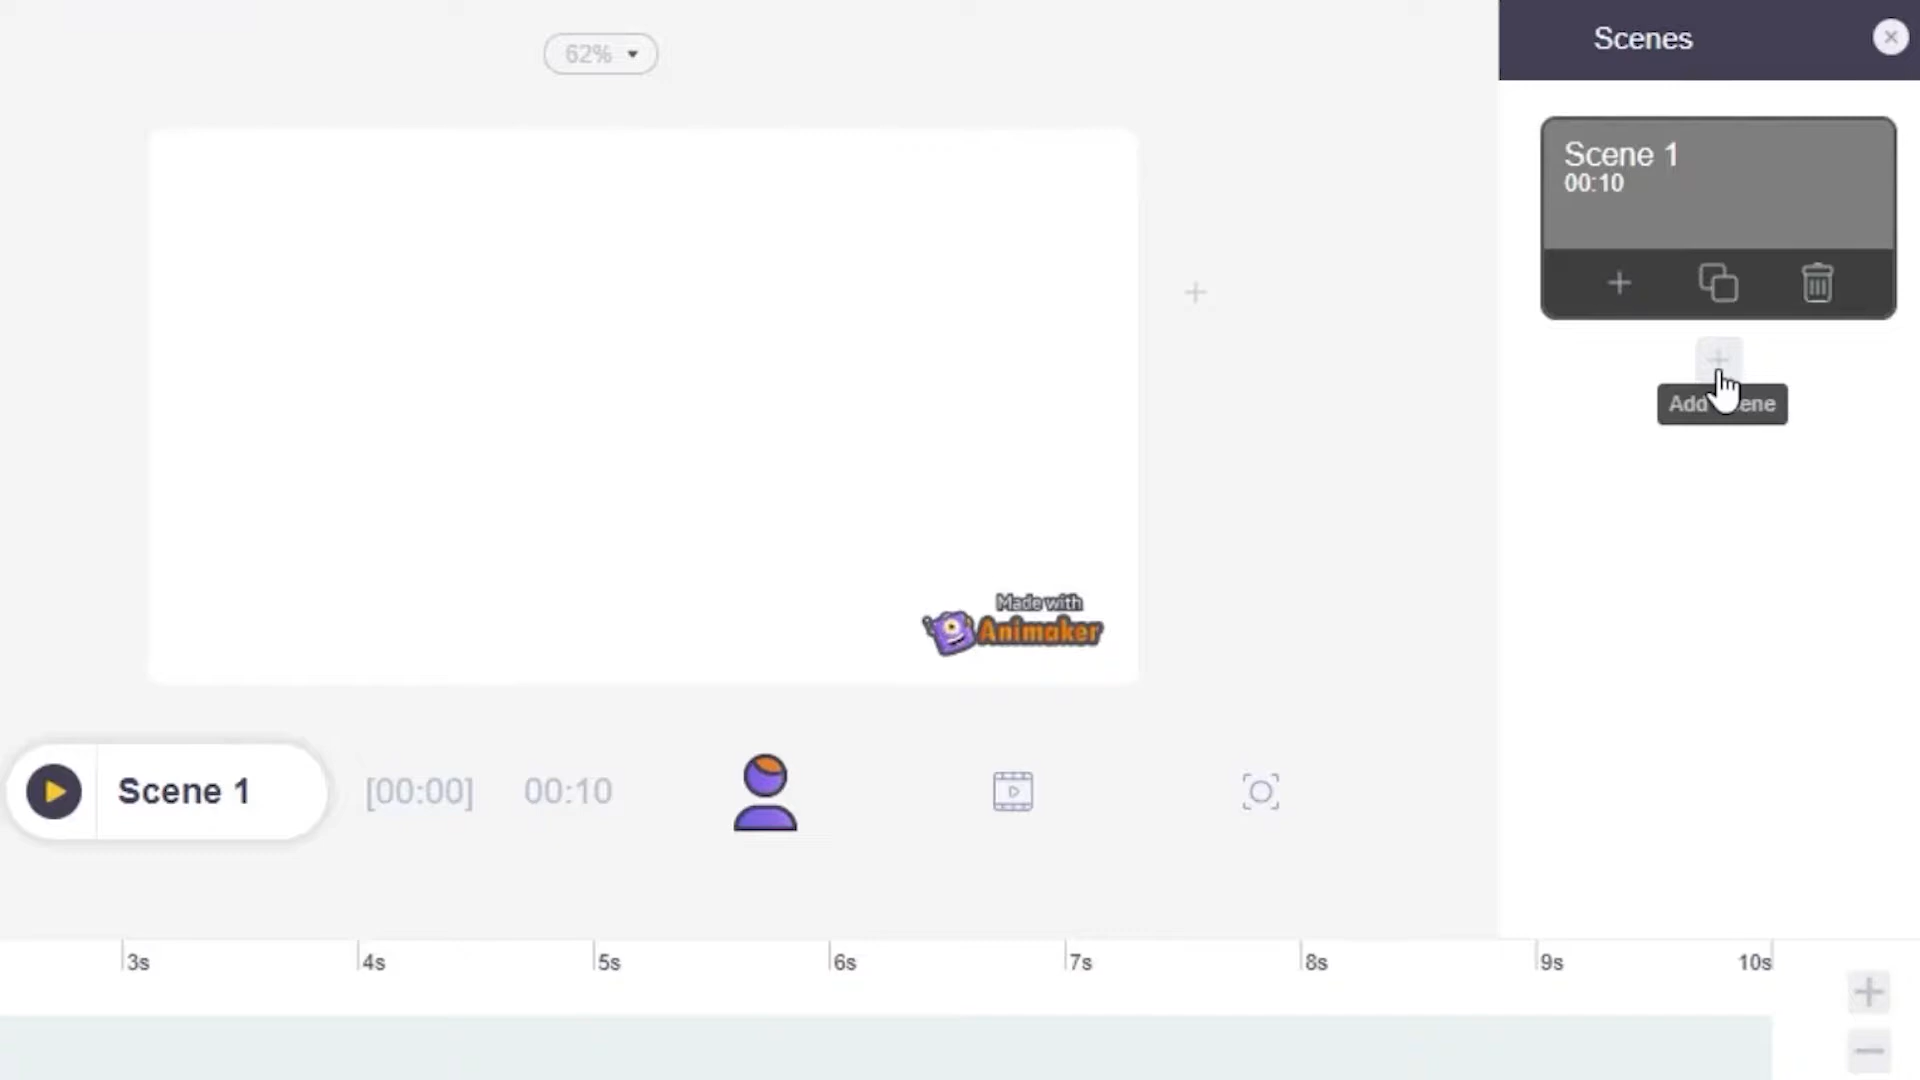 62%
Scenes
Scene 1
00:10
Add ene
Made with
Animaker
Scene 1
[00:00]
00:10
3s
4s
5s
6s
7s
8s
9s
10s